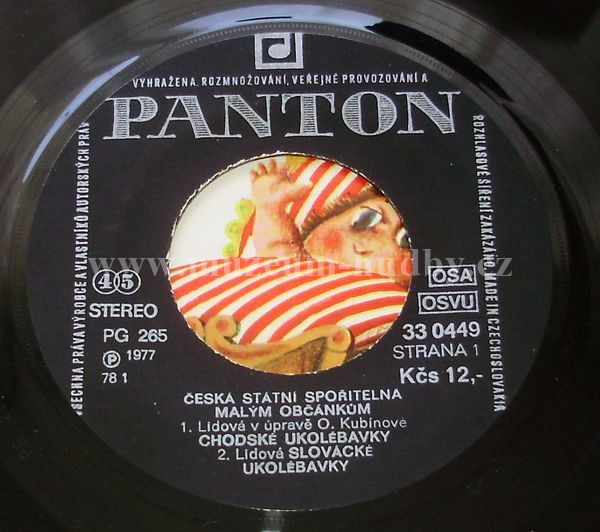 VYHRAŽENA. ROZMNOŽOVÁNÍ, VEŘEJNÉ PROVOZOVÁNÍ A
PANTON
ROZHLASOVÉ ŠÍŘENÍ ZAKÁZÁNO MADE IN CZECHOSLOVAKIA
ŠECHNA PRÁVA VÝROBCE A VLASTNÍKŮ AUTORSKÝCH PRÁV
www.muzeum-hudby.cz
45
STEREO
PG 265
Ⓟ 1977
78 1
OSA
OSVU
33 0449
STRANA 1
Kčs 12,-
ČESKÁ STÁTNÍ SPOŘITELNA
MALÝM OBČÁNKŮM
1. Lidová v úpravě O. Kubínové
CHODSKÉ UKOLÉBAVKY
2. Lidová SLOVÁCKÉ
UKOLÉBAVKY